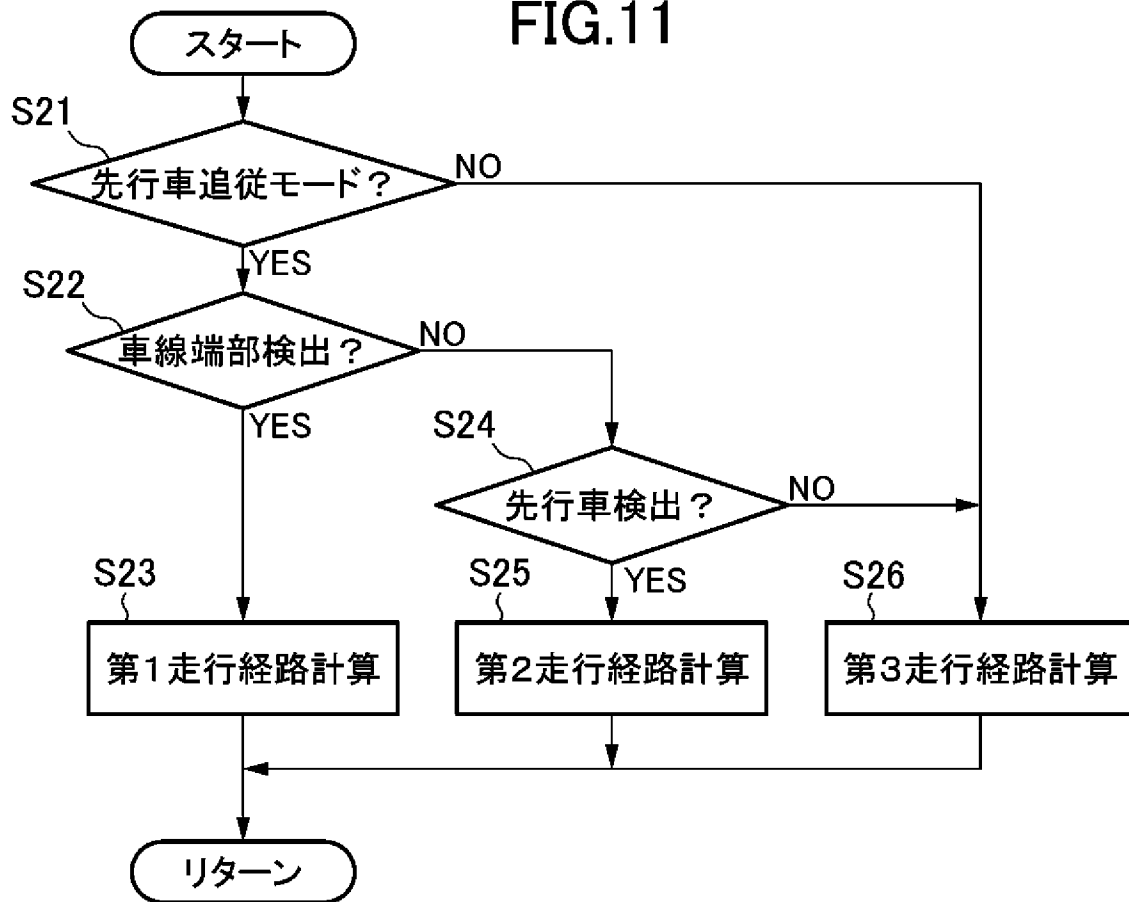 FIG.11
スタート
S21
先行車追従モード?
NO
YES
S22
車線端部検出?
NO
YES
S24
先行車検出?
NO
YES
S23
第1走行経路計算
S25
第2走行経路計算
S26
第3走行経路計算
リターン